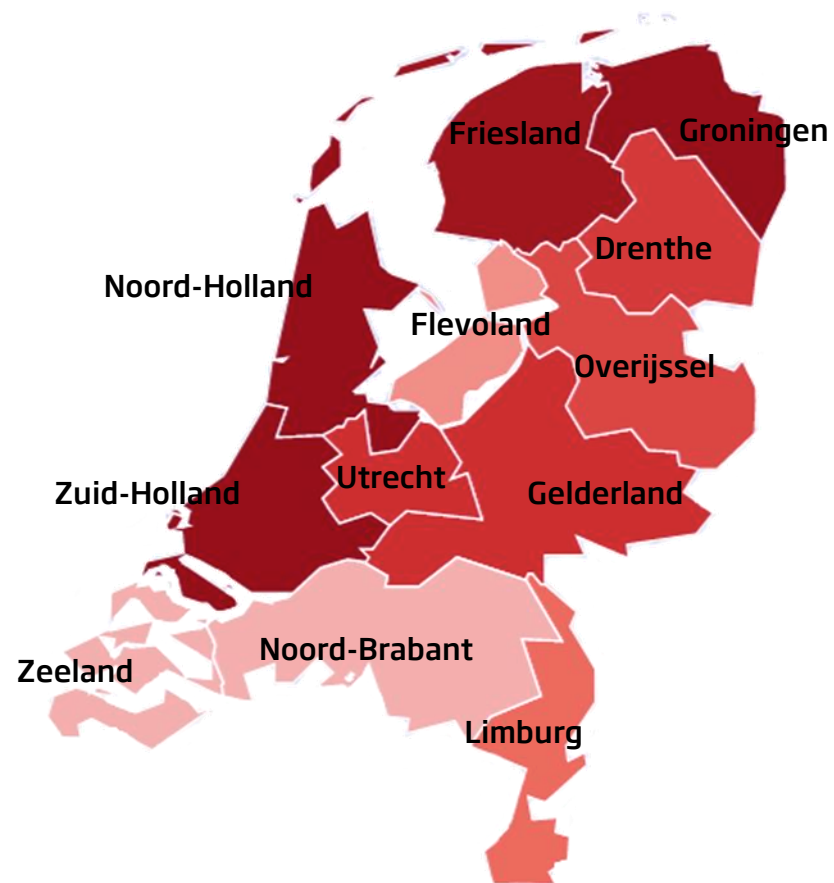 Friesland
Groningen
Drenthe
Noord-Holland
Flevoland
Overijssel
Utrecht
Zuid-Holland
Gelderland
Noord-Brabant
Zeeland
Limburg